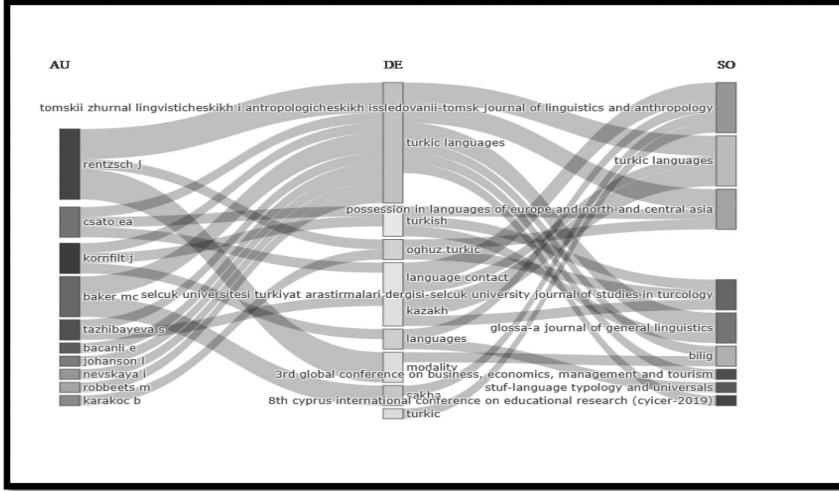 AU
DE
SO
tomskii zhurnal lingvisticheskikh i antropologicheskikh issledovanii-tomsk journal of linguistics and anthropology
rentzsch j
turkic languages
turkic languages
csato ea
possession in languages of europe and north and central asia
turkish
kornfilt j
oghuz turkic
language contact
baker mc
selcuk universitesi turkiyat arastirmalari dergisi-selcuk university journal of studies in turcology
kazakh
tazhibayeva s
glossa-a journal of general linguistics
languages
bacanli e
bilig
johanson l
modality
nevskaya i
3rd global conference on business, economics, management and tourism
robbeets m
stuf-language typology and universals
sakha
karakoc b
8th cyprus international conference on educational research (cyicer-2019)
turkic